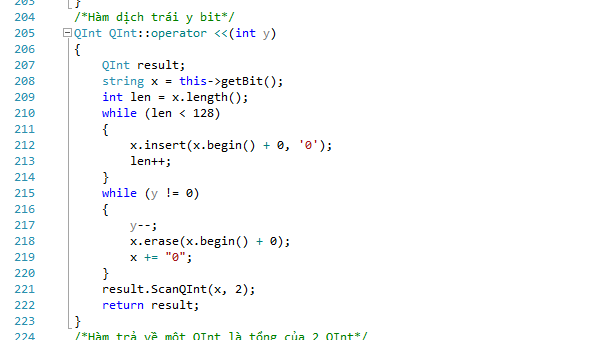 203 }
204 /*Hàm dịch trái y bit*/
205 QInt QInt::operator <<(int y)
206 {
207 QInt result;
208 string x = this->getBit();
209 int len = x.length();
210 while (len < 128)
211 {
212 x.insert(x.begin() + 0, '0');
213 len++;
214 }
215 while (y != 0)
216 {
217 y--;
218 x.erase(x.begin() + 0);
219 x += "0";
220 }
221 result.ScanQInt(x, 2);
222 return result;
223 }
224 /*Hàm trả về một QInt là tổng của 2 QInt*/